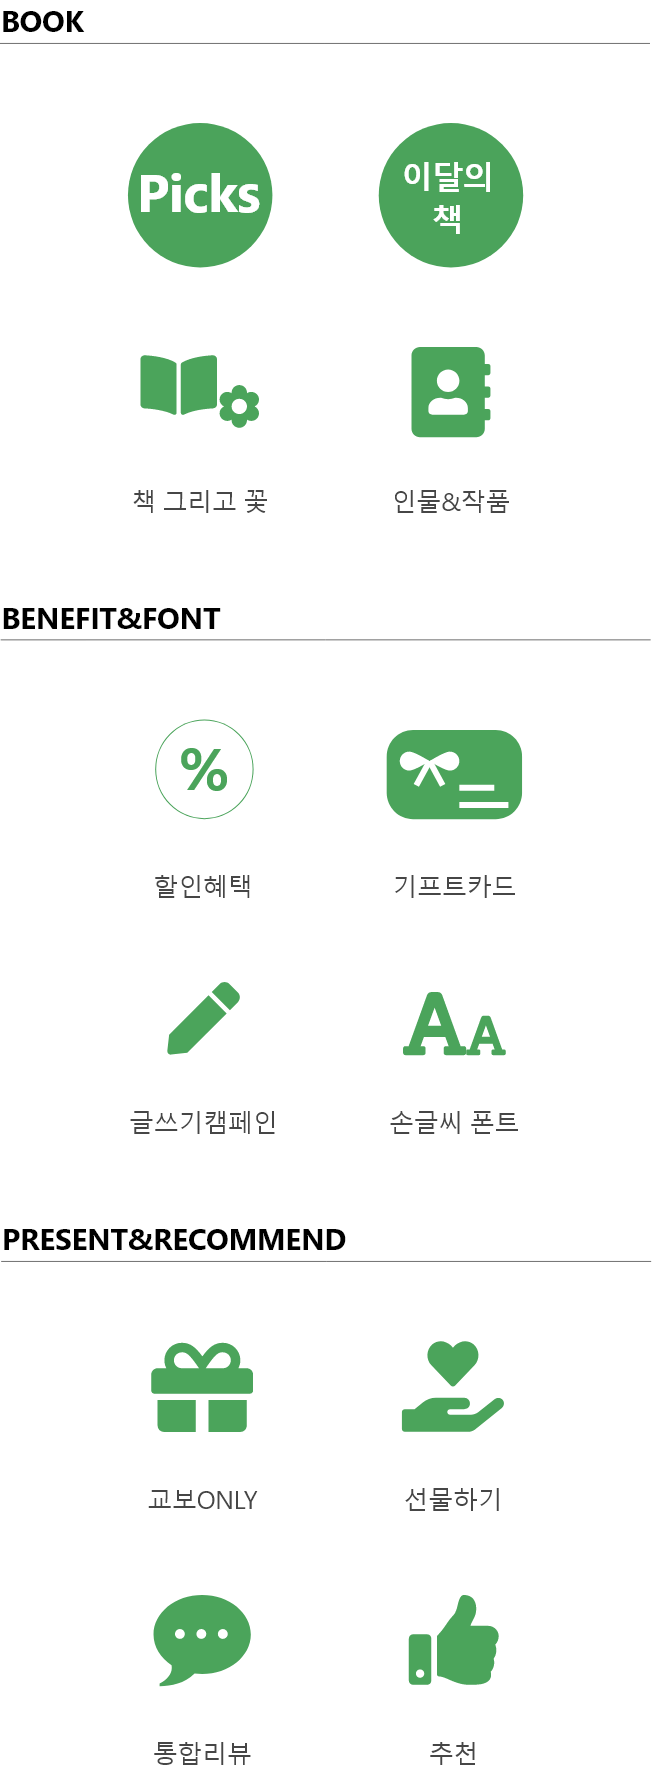 BOOK
Picks
이달의
책
책 그리고 꽃
인물&작품
BENEFIT&FONT
%
할인혜택
기프트카드
AA
글쓰기캠페인
손글씨 폰트
PRESENT&RECOMMEND
교보ONLY
선물하기
통합리뷰
추천